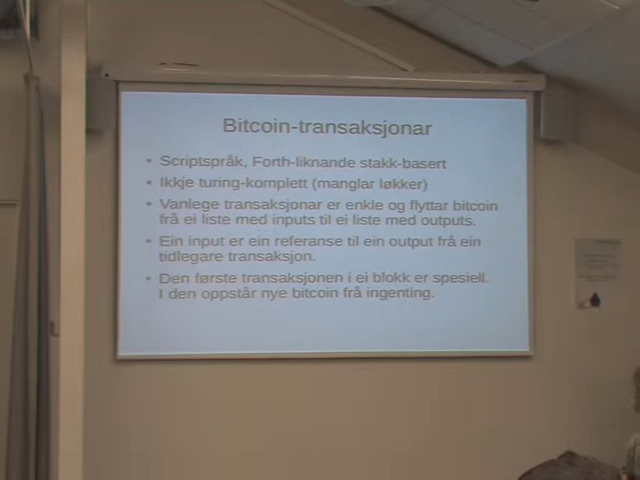 Bitcoin-transaksjonar
• Scriptspråk, Forth-liknande stakk-basert
• Ikkje turing-komplett (manglar løkker)
• Vanlege transaksjonar er enkle og flyttar bitcoin
frå ei liste med inputs til ei liste med outputs.
• Ein input er ein referanse til ein output frå ein
tidlegare transaksjon.
• Den første transaksjonen i ei blokk er spesiell.
I den oppstår nye bitcoin frå ingenting.